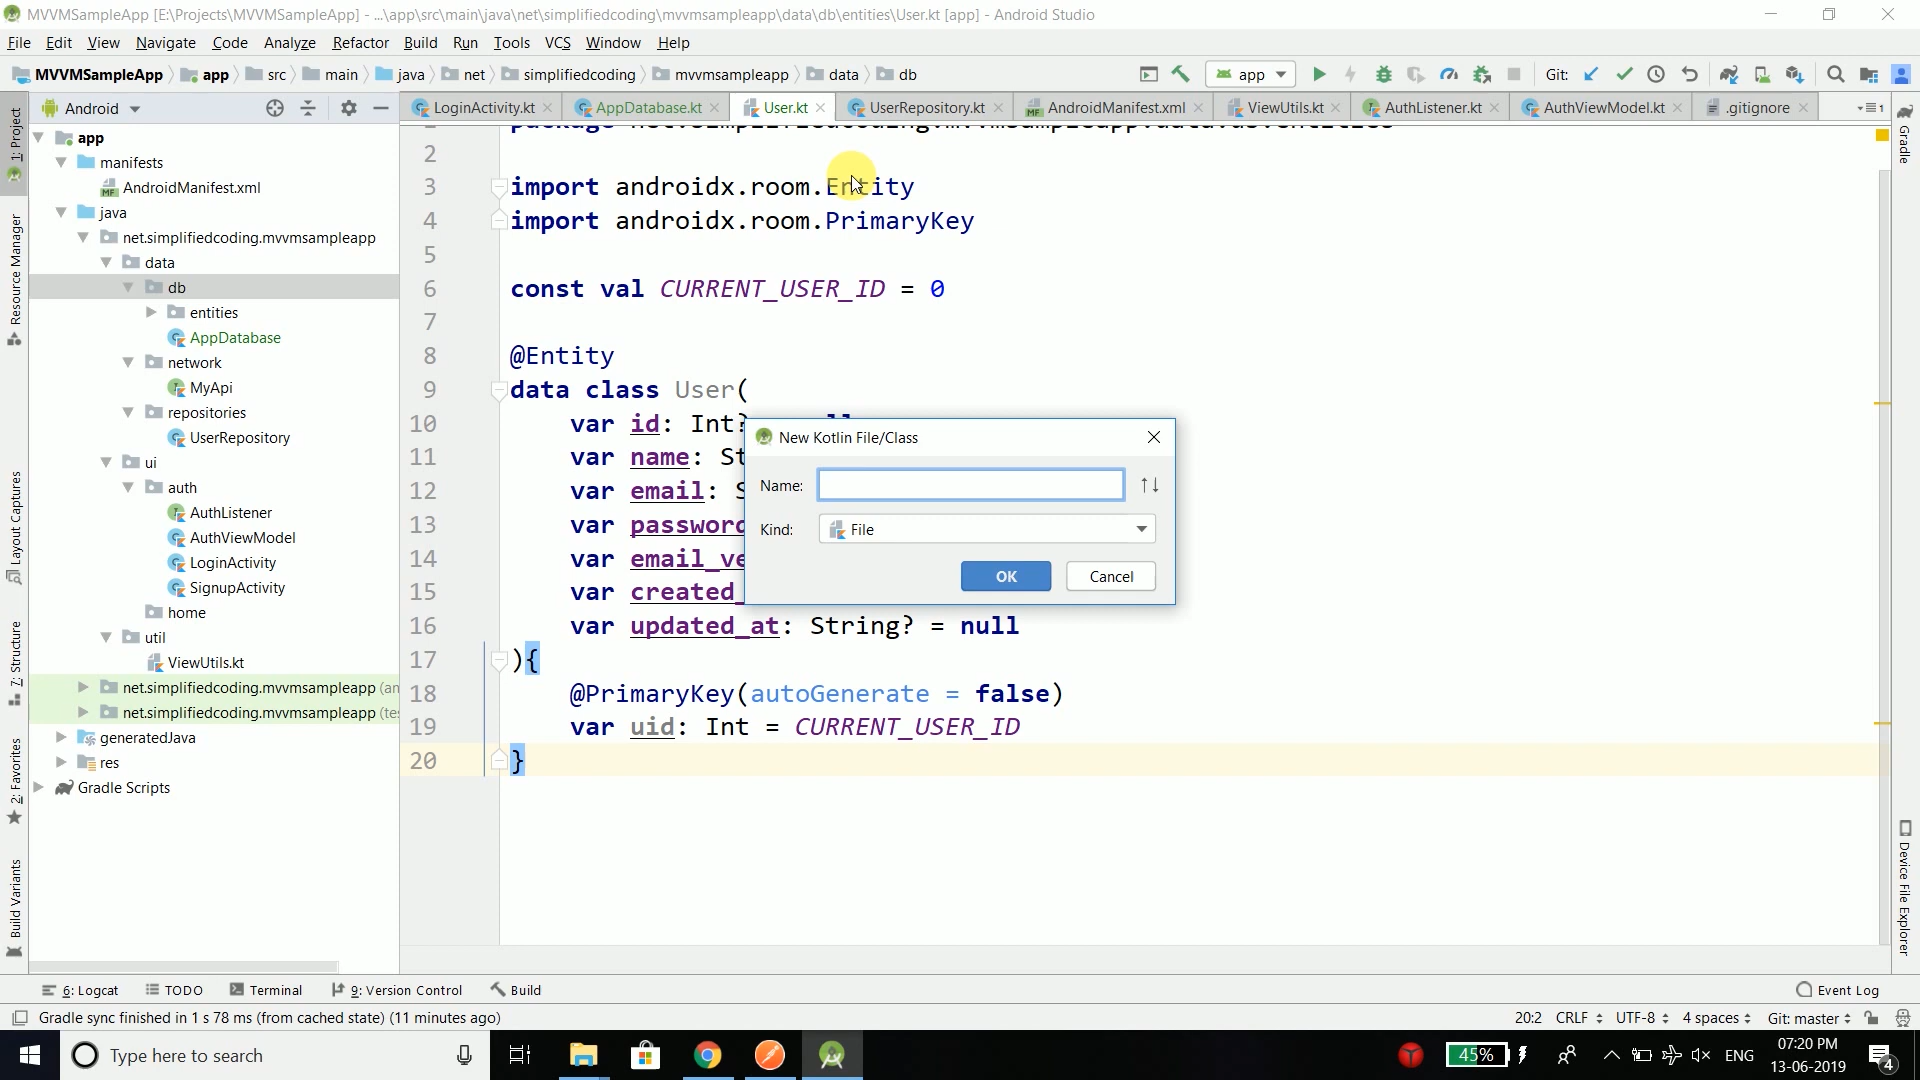 MVVMSampleApp [E:\Projects\MVVMSampleApp] - ...\app\src\main\java\net\simplifiedcoding\mvvmsampleapp\data\db\entities\User.kt [app] - Android Studio
File Edit View Navigate Code Analyze Refactor Build Run Tools VCS Window Help
MVVMSampleApp app src main java net simplifiedcoding mvvmsampleapp data db app Git:
Android LoginActivity.kt AppDatabase.kt User.kt UserRepository.kt AndroidManifest.xml ViewUtils.kt AuthListener.kt AuthViewModel.kt .gitignore
1: Project
Resource Manager
Layout Captures
7: Structure
2: Favorites
Build Variants
app
manifests
AndroidManifest.xml
java
net.simplifiedcoding.mvvmsampleapp
data
db
entities
AppDatabase
network
MyApi
repositories
UserRepository
ui
auth
AuthListener
AuthViewModel
LoginActivity
SignupActivity
home
util
ViewUtils.kt
net.simplifiedcoding.mvvmsampleapp (an
net.simplifiedcoding.mvvmsampleapp (te
generatedJava
res
Gradle Scripts
2
3 import androidx.room.Entity
4 import androidx.room.PrimaryKey
5
6 const val CURRENT_USER_ID = 0
7
8 @Entity
9 data class User(
10 var id: Int?
11 var name: St
12 var email: S
13 var password
14 var email_ve
15 var created_
16 var updated_at: String? = null
17 ){
18 @PrimaryKey(autoGenerate = false)
19 var uid: Int = CURRENT_USER_ID
20 }
New Kotlin File/Class
Name:
Kind: File
OK Cancel
Gradle
Device File Explorer
6: Logcat TODO Terminal 9: Version Control Build Event Log
Gradle sync finished in 1 s 78 ms (from cached state) (11 minutes ago) 20:2 CRLF UTF-8 4 spaces Git: master
Type here to search 45% ENG 07:20 PM
13-06-2019 4